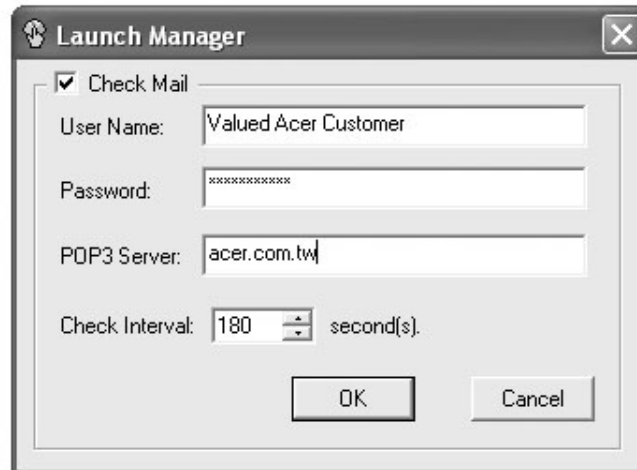 Launch Manager
Check Mail
User Name: Valued Acer Customer
Password: xxxxxxxxxxx
POP3 Server: acer.com.tw
Check Interval: 180 second(s).
OK Cancel